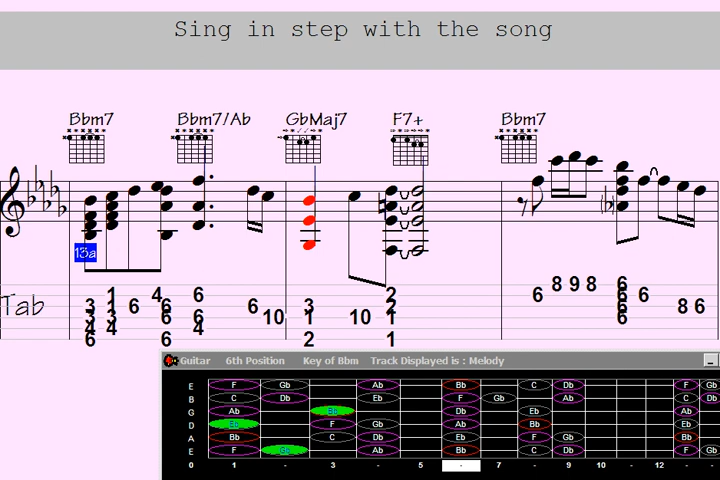 Sing in step with the song
Bbm7 Bbm7/Ab GbMaj7 F7+ Bbm7
13a
Tab
1 4 6 2 6 8 9 8 6
3 1 6 6 6 3 2 6 6 8 6
3 3 6 6 10 1 10 1 6
4 4 4 6
6 6 2 1
Guitar 6th Position Key of Bbm Track Displayed is : Melody
E F Gb Ab Bb C Db F Gb
B C Db Eb F Gb Ab C Db
G Ab Bb Db Eb Ab
D Eb F Gb Ab Bb Eb
A Bb C Db Eb F Gb Bb
E F Gb Ab Bb C Db F Gb
0 1 - 3 - 5 - 7 - 9 10 - 12 - -